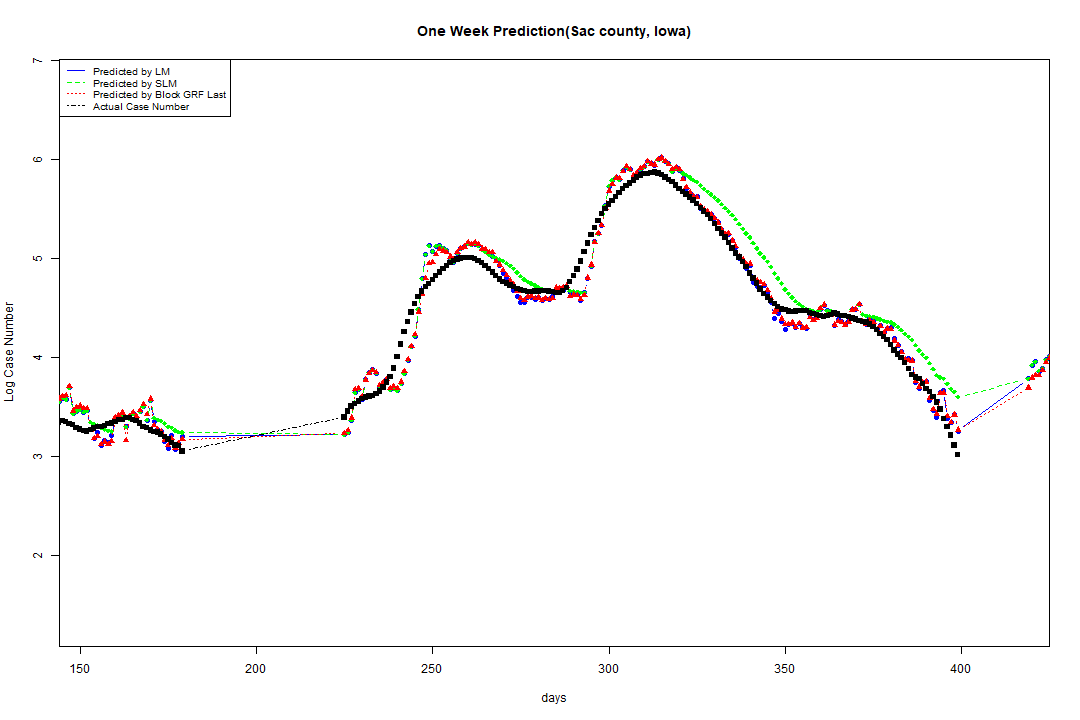 One Week Prediction(Sac county, Iowa)
Predicted by LM
Predicted by SLM
Predicted by Block GRF Last
Actual Case Number
7
6
5
4
3
2
Log Case Number
150 200 250 300 350 400
days